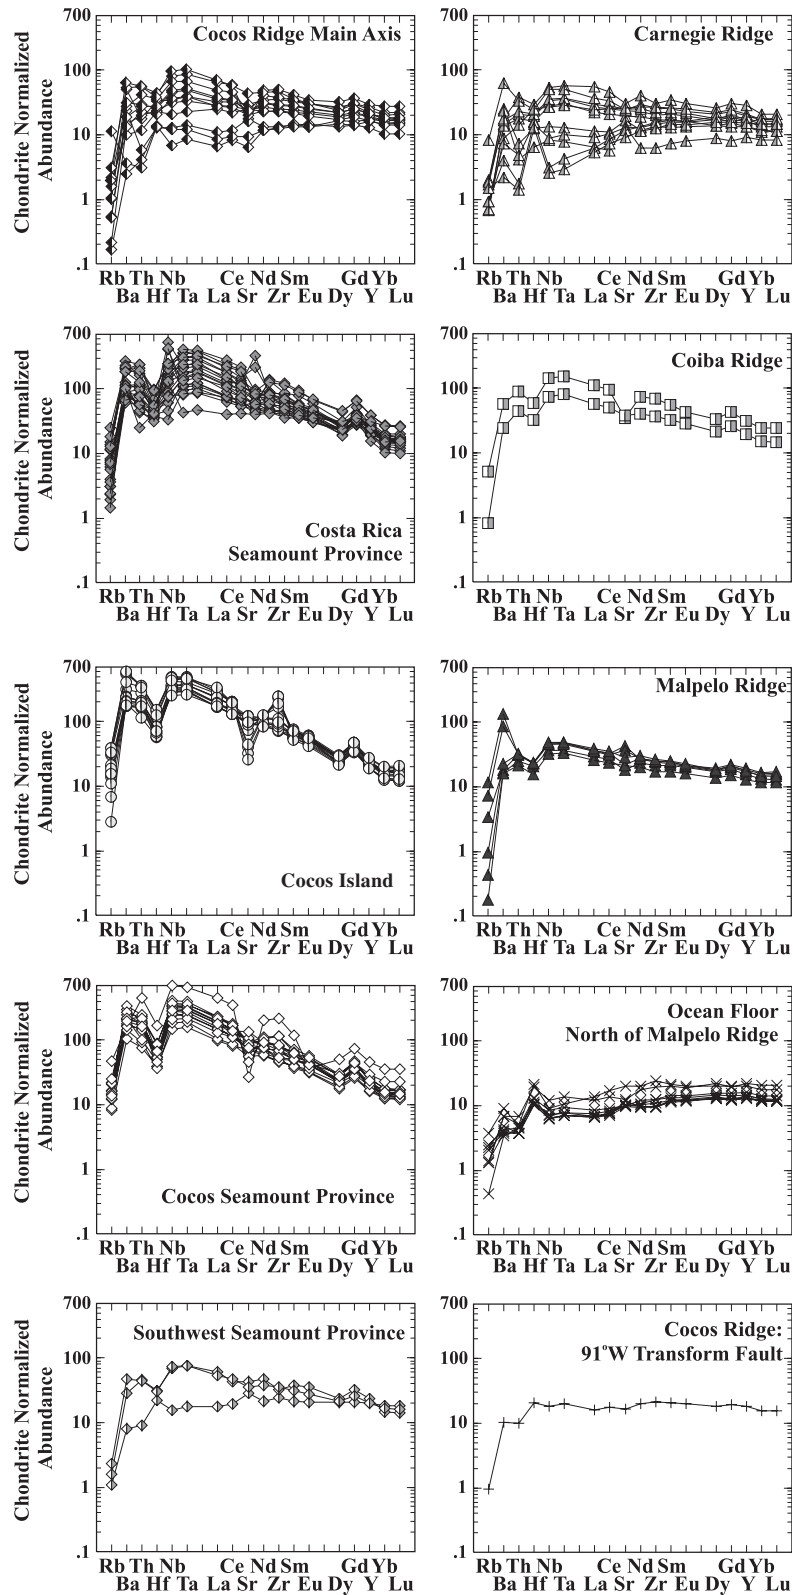 700
100
10
1
.1
Chondrite Normalized
Abundance
Cocos Ridge Main Axis
Rb Th Nb Ce Nd Sm Gd Yb
Ba Hf Ta La Sr Zr Eu Dy Y Lu
700
100
10
1
.1
Carnegie Ridge
Rb Th Nb Ce Nd Sm Gd Yb
Ba Hf Ta La Sr Zr Eu Dy Y Lu
700
100
10
1
.1
Chondrite Normalized
Abundance
Costa Rica
Seamount Province
Rb Th Nb Ce Nd Sm Gd Yb
Ba Hf Ta La Sr Zr Eu Dy Y Lu
700
100
10
1
.1
Coiba Ridge
Rb Th Nb Ce Nd Sm Gd Yb
Ba Hf Ta La Sr Zr Eu Dy Y Lu
700
100
10
1
.1
Chondrite Normalized
Abundance
Cocos Island
Rb Th Nb Ce Nd Sm Gd Yb
Ba Hf Ta La Sr Zr Eu Dy Y Lu
700
100
10
1
.1
Malpelo Ridge
Rb Th Nb Ce Nd Sm Gd Yb
Ba Hf Ta La Sr Zr Eu Dy Y Lu
700
100
10
1
.1
Chondrite Normalized
Abundance
Cocos Seamount Province
Rb Th Nb Ce Nd Sm Gd Yb
Ba Hf Ta La Sr Zr Eu Dy Y Lu
700
100
10
1
.1
Ocean Floor
North of Malpelo Ridge
Rb Th Nb Ce Nd Sm Gd Yb
Ba Hf Ta La Sr Zr Eu Dy Y Lu
700
100
10
1
.1
Chondrite Normalized
Abundance
Southwest Seamount Province
Rb Th Nb Ce Nd Sm Gd Yb
Ba Hf Ta La Sr Zr Eu Dy Y Lu
700
100
10
1
.1
Cocos Ridge:
91°W Transform Fault
Rb Th Nb Ce Nd Sm Gd Yb
Ba Hf Ta La Sr Zr Eu Dy Y Lu